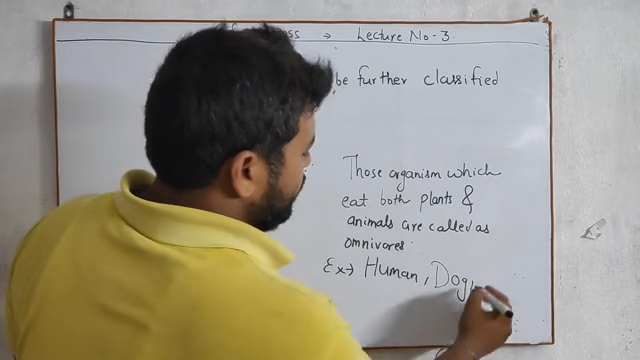 → Lecture No-3.
be further classified
Those organism which
eat both plants &
animals are called as
omnivores
Ex→ Human, Dog